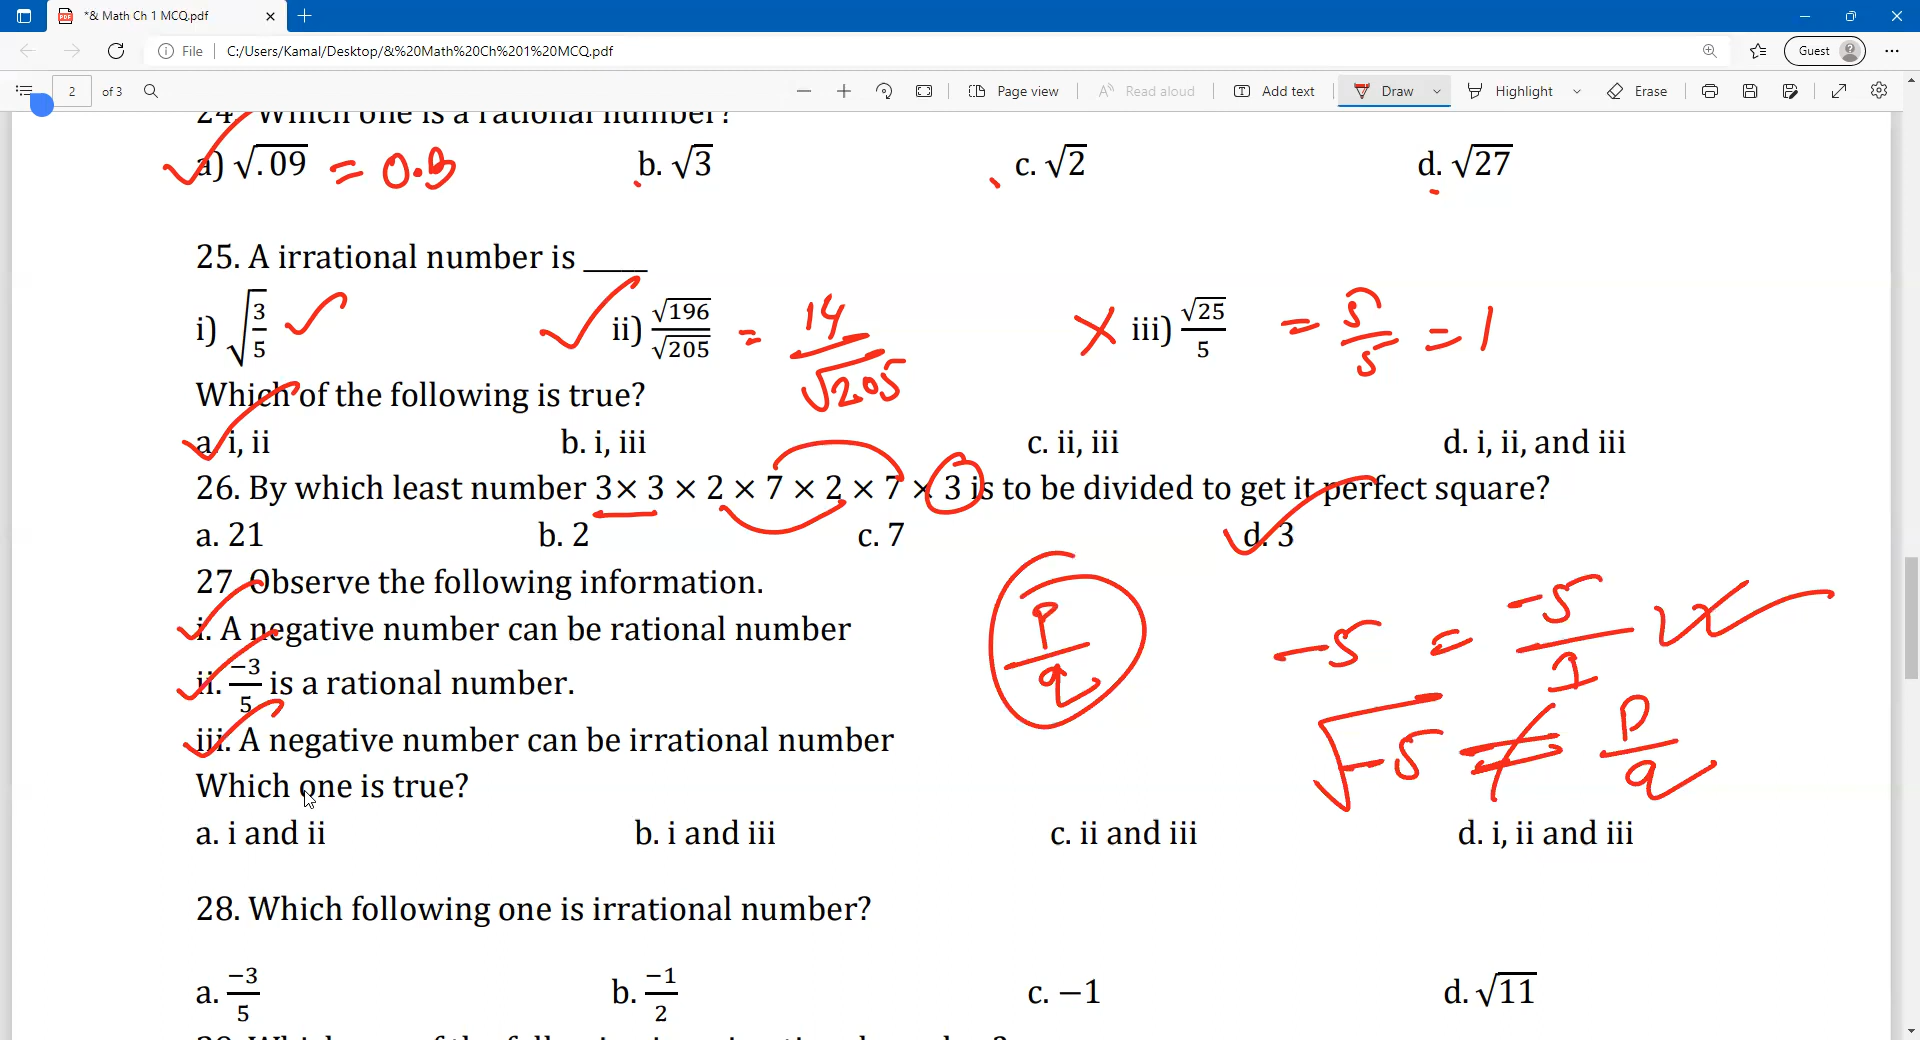 *& Math Ch 1 MCQ.pdf
File C:/Users/Kamal/Desktop/&%20Math%20Ch%201%20MCQ.pdf Guest
2 of 3 Page view Read aloud Add text Draw Highlight Erase
24. Which one is a rational number?
a) √.09 = 0.3 b. √3 c. √2 d. √27
25. A irrational number is ____
i) √3/5 ii) √196/√205 = 14/√205 iii) √25/5 = 5/5 = 1
Which of the following is true?
a. i, ii b. i, iii c. ii, iii d. i, ii, and iii
26. By which least number 3× 3 × 2 × 7 × 2 × 7 × 3 is to be divided to get it perfect square?
a. 21 b. 2 c. 7 d. 3
27. Observe the following information.
i. A negative number can be rational number
p/q -5 = -5/1
ii. −3/5 is a rational number.
iii. A negative number can be irrational number
√-5 ≠ p/q
Which one is true?
a. i and ii b. i and iii c. ii and iii d. i, ii and iii
28. Which following one is irrational number?
a. −3/5 b. −1/2 c. −1 d. √11